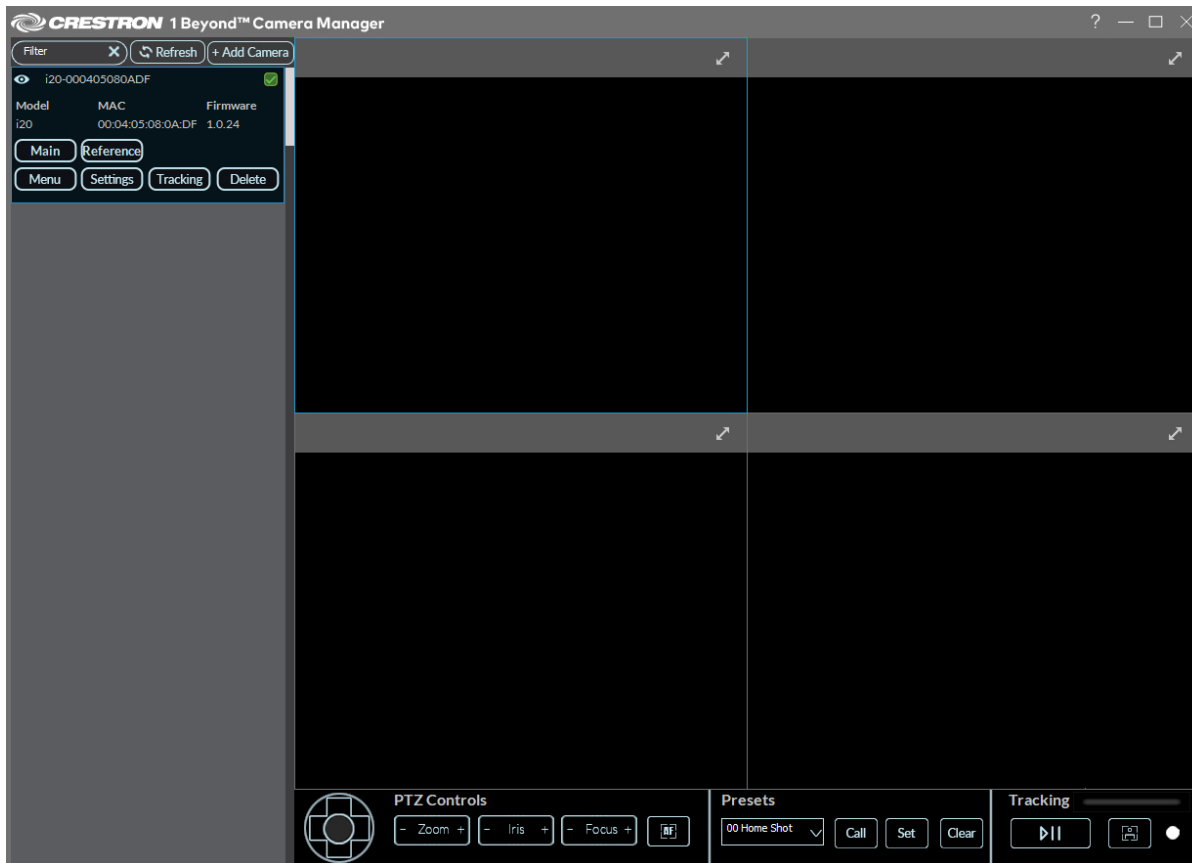 CRESTRON 1 Beyond™ Camera Manager ?
Filter Refresh + Add Camera
i20-000405080ADF
Model MAC Firmware
i20 00:04:05:08:0A:DF 1.0.24
Main Reference
Menu Settings Tracking Delete
PTZ Controls Presets Tracking
- Zoom + - Iris + - Focus + AF 00 Home Shot Call Set Clear